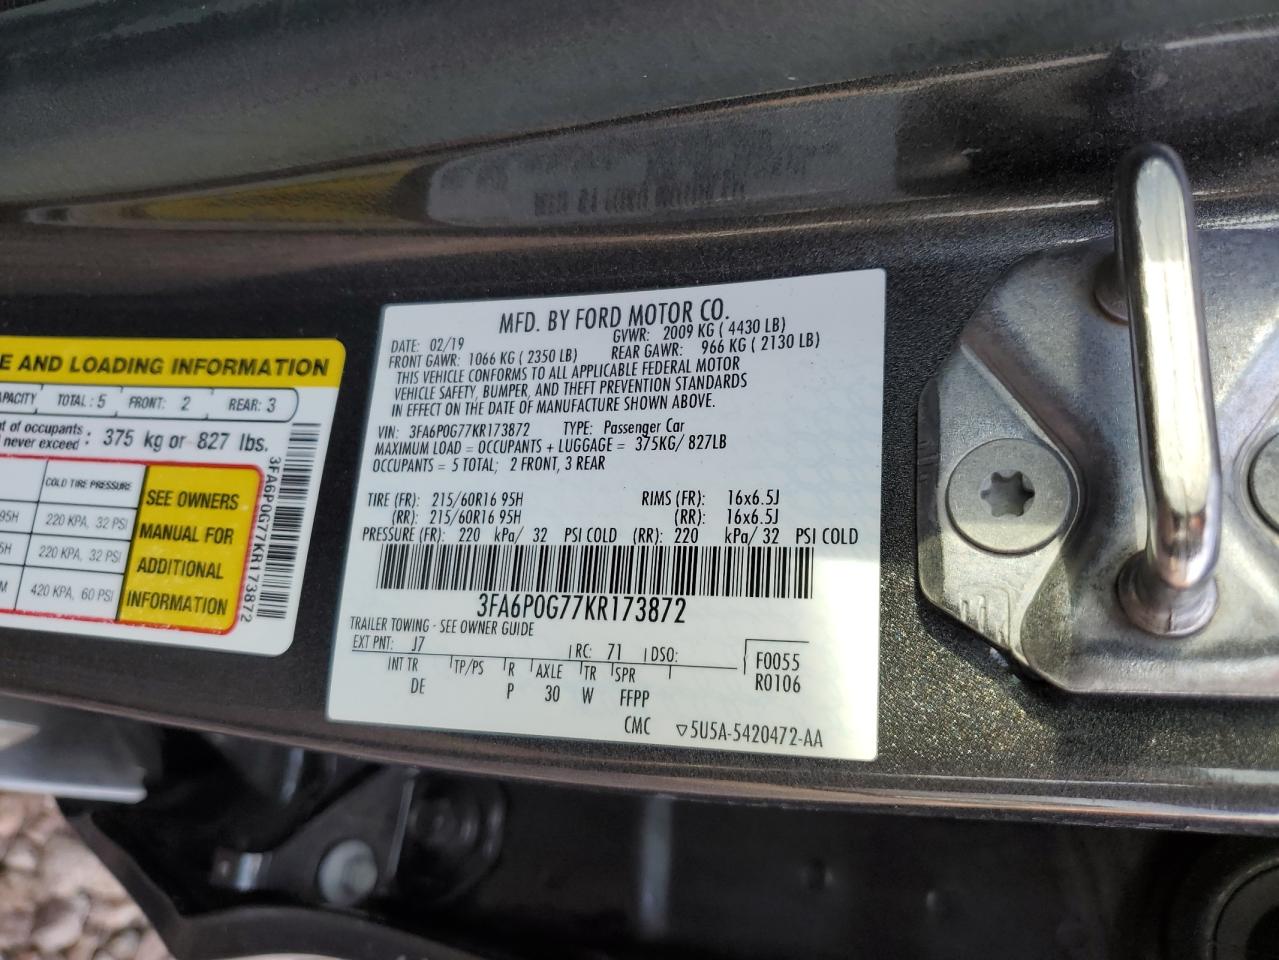 E AND LOADING INFORMATION
APACITY TOTAL: 5 FRONT: 2 REAR: 3
nt of occupants
never exceed: 375 kg or 827 lbs.
COLD TIRE PRESSURE
95H 220 KPA, 32 PSI
5H 220 KPA, 32 PSI
M 420 KPA, 60 PSI
SEE OWNERS
MANUAL FOR
ADDITIONAL
INFORMATION
3FA6P0G77KR173872
MFD. BY FORD MOTOR CO.
DATE: 02/19 GVWR: 2009 KG ( 4430 LB)
FRONT GAWR: 1066 KG ( 2350 LB) REAR GAWR: 966 KG ( 2130 LB)
THIS VEHICLE CONFORMS TO ALL APPLICABLE FEDERAL MOTOR
VEHICLE SAFETY, BUMPER, AND THEFT PREVENTION STANDARDS
IN EFFECT ON THE DATE OF MANUFACTURE SHOWN ABOVE.
VIN: 3FA6P0G77KR173872 TYPE: Passenger Car
MAXIMUM LOAD = OCCUPANTS + LUGGAGE = 375KG/ 827LB
OCCUPANTS = 5 TOTAL; 2 FRONT, 3 REAR
TIRE (FR): 215/60R16 95H RIMS (FR): 16x6.5J
(RR): 215/60R16 95H (RR): 16x6.5J
PRESSURE (FR): 220 kPa/ 32 PSI COLD (RR): 220 kPa/ 32 PSI COLD
3FA6P0G77KR173872
TRAILER TOWING - SEE OWNER GUIDE
EXT PNT: J7 RC: 71 DSO: F0055
INT TR TP/PS R AXLE TR SPR R0106
DE P 30 W FFPP
CMC ▽5U5A-5420472-AA